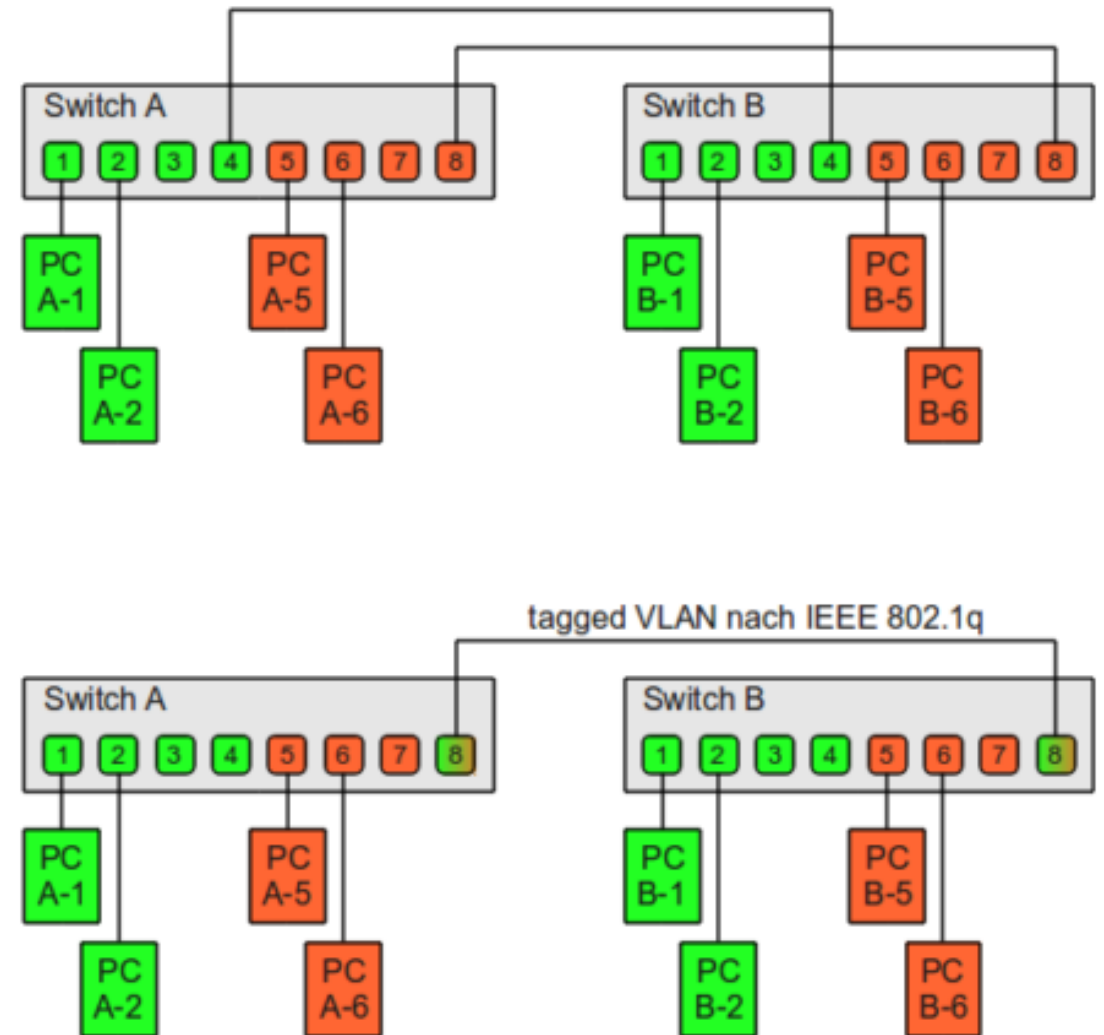 Switch A
1 2 3 4 5 6 7 8
PC
A-1
PC
A-2
PC
A-5
PC
A-6
Switch B
1 2 3 4 5 6 7 8
PC
B-1
PC
B-2
PC
B-5
PC
B-6
tagged VLAN nach IEEE 802.1q
Switch A
1 2 3 4 5 6 7 8
PC
A-1
PC
A-2
PC
A-5
PC
A-6
Switch B
1 2 3 4 5 6 7 8
PC
B-1
PC
B-2
PC
B-5
PC
B-6